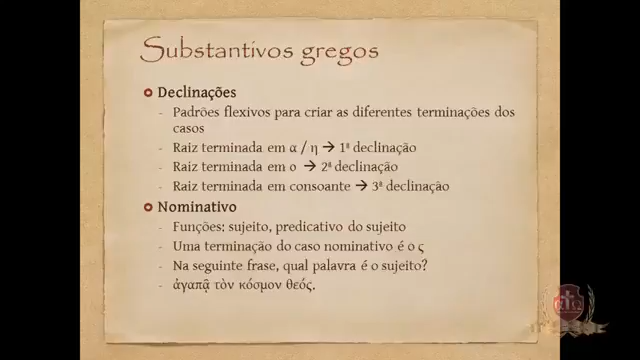 Substantivos gregos
Declinações
- Padrões flexivos para criar as diferentes terminações dos
casos
- Raiz terminada em α / η → 1ª declinação
- Raiz terminada em ο → 2ª declinação
- Raiz terminada em consoante → 3ª declinação
Nominativo
- Funções: sujeito, predicativo do sujeito
- Uma terminação do caso nominativo é o ς
- Na seguinte frase, qual palavra é o sujeito?
- ἀγαπᾷ τὸν κόσμον θεός.